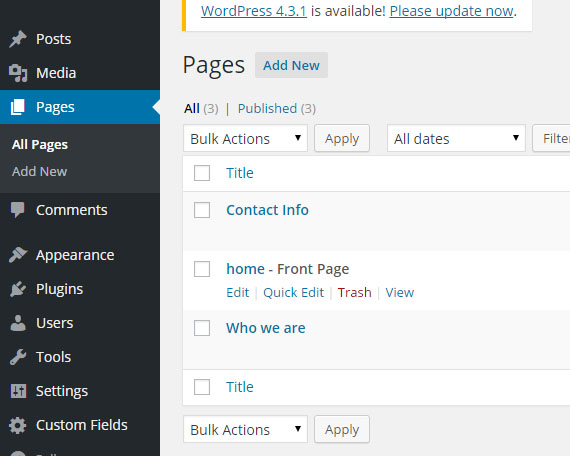 WordPress 4.3.1 is available! Please update now.
Posts
Media
Pages
All Pages
Add New
Comments
Appearance
Plugins
Users
Tools
Settings
Custom Fields
Pages Add New
All (3) | Published (3)
Bulk Actions Apply All dates Filter
Title
Contact Info
home - Front Page
Edit | Quick Edit | Trash | View
Who we are
Title
Bulk Actions Apply